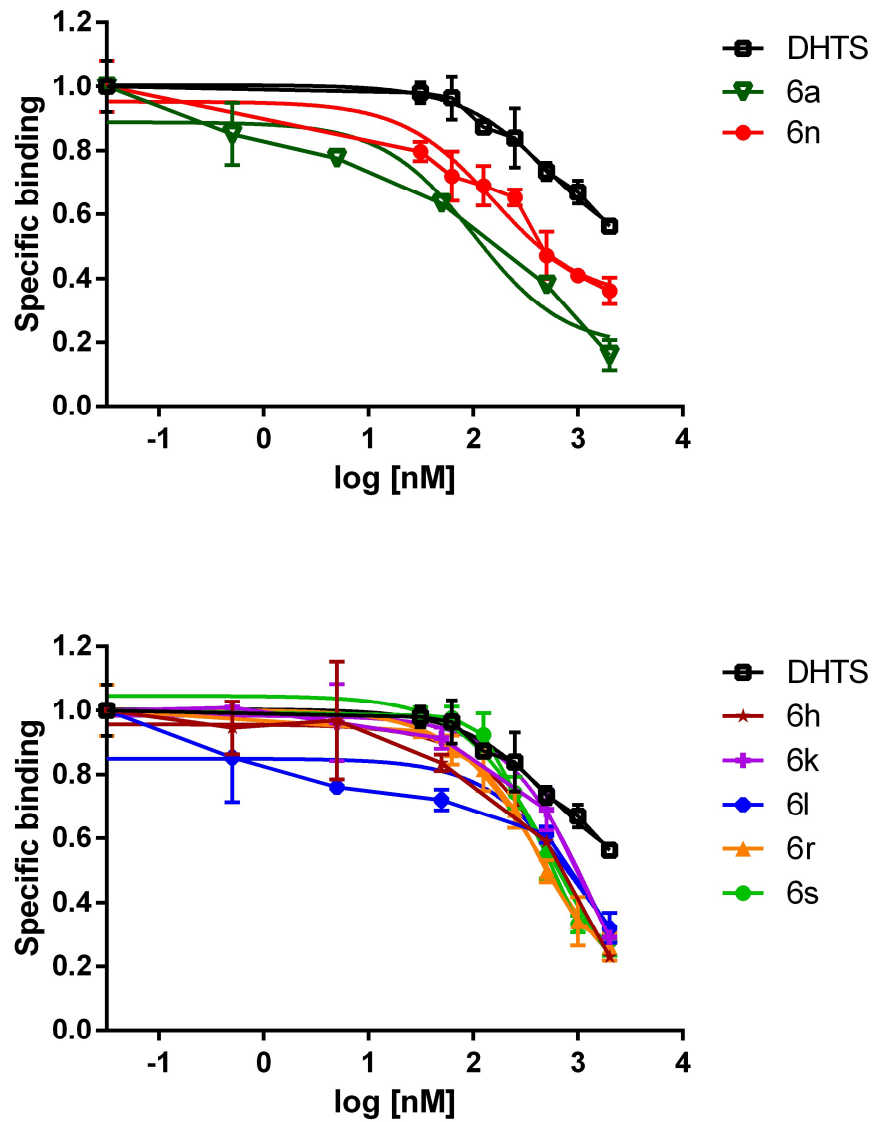 1.2
1.0
0.8
0.6
0.4
0.2
0.0
Specific binding
-1 0 1 2 3 4
log [nM]
DHTS
6a
6n
1.2
1.0
0.8
0.6
0.4
0.2
0.0
Specific binding
-1 0 1 2 3 4
log [nM]
DHTS
6h
6k
6l
6r
6s